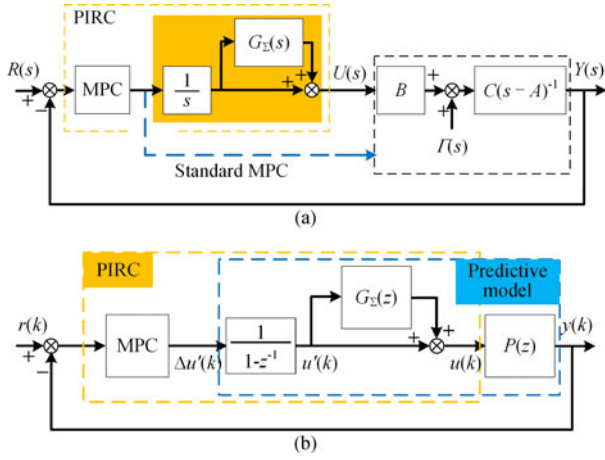 PIRC
R(s)
+
−
MPC
1
s
G_Σ(s)
+
+
U(s)
B
+
+
Γ(s)
C(s − A)^-1
Y(s)
Standard MPC
(a)
PIRC
Predictive
model
r(k)
+
−
MPC
Δu′(k)
1
1-z^-1
u′(k)
G_Σ(z)
+
+
u(k)
P(z)
y(k)
(b)